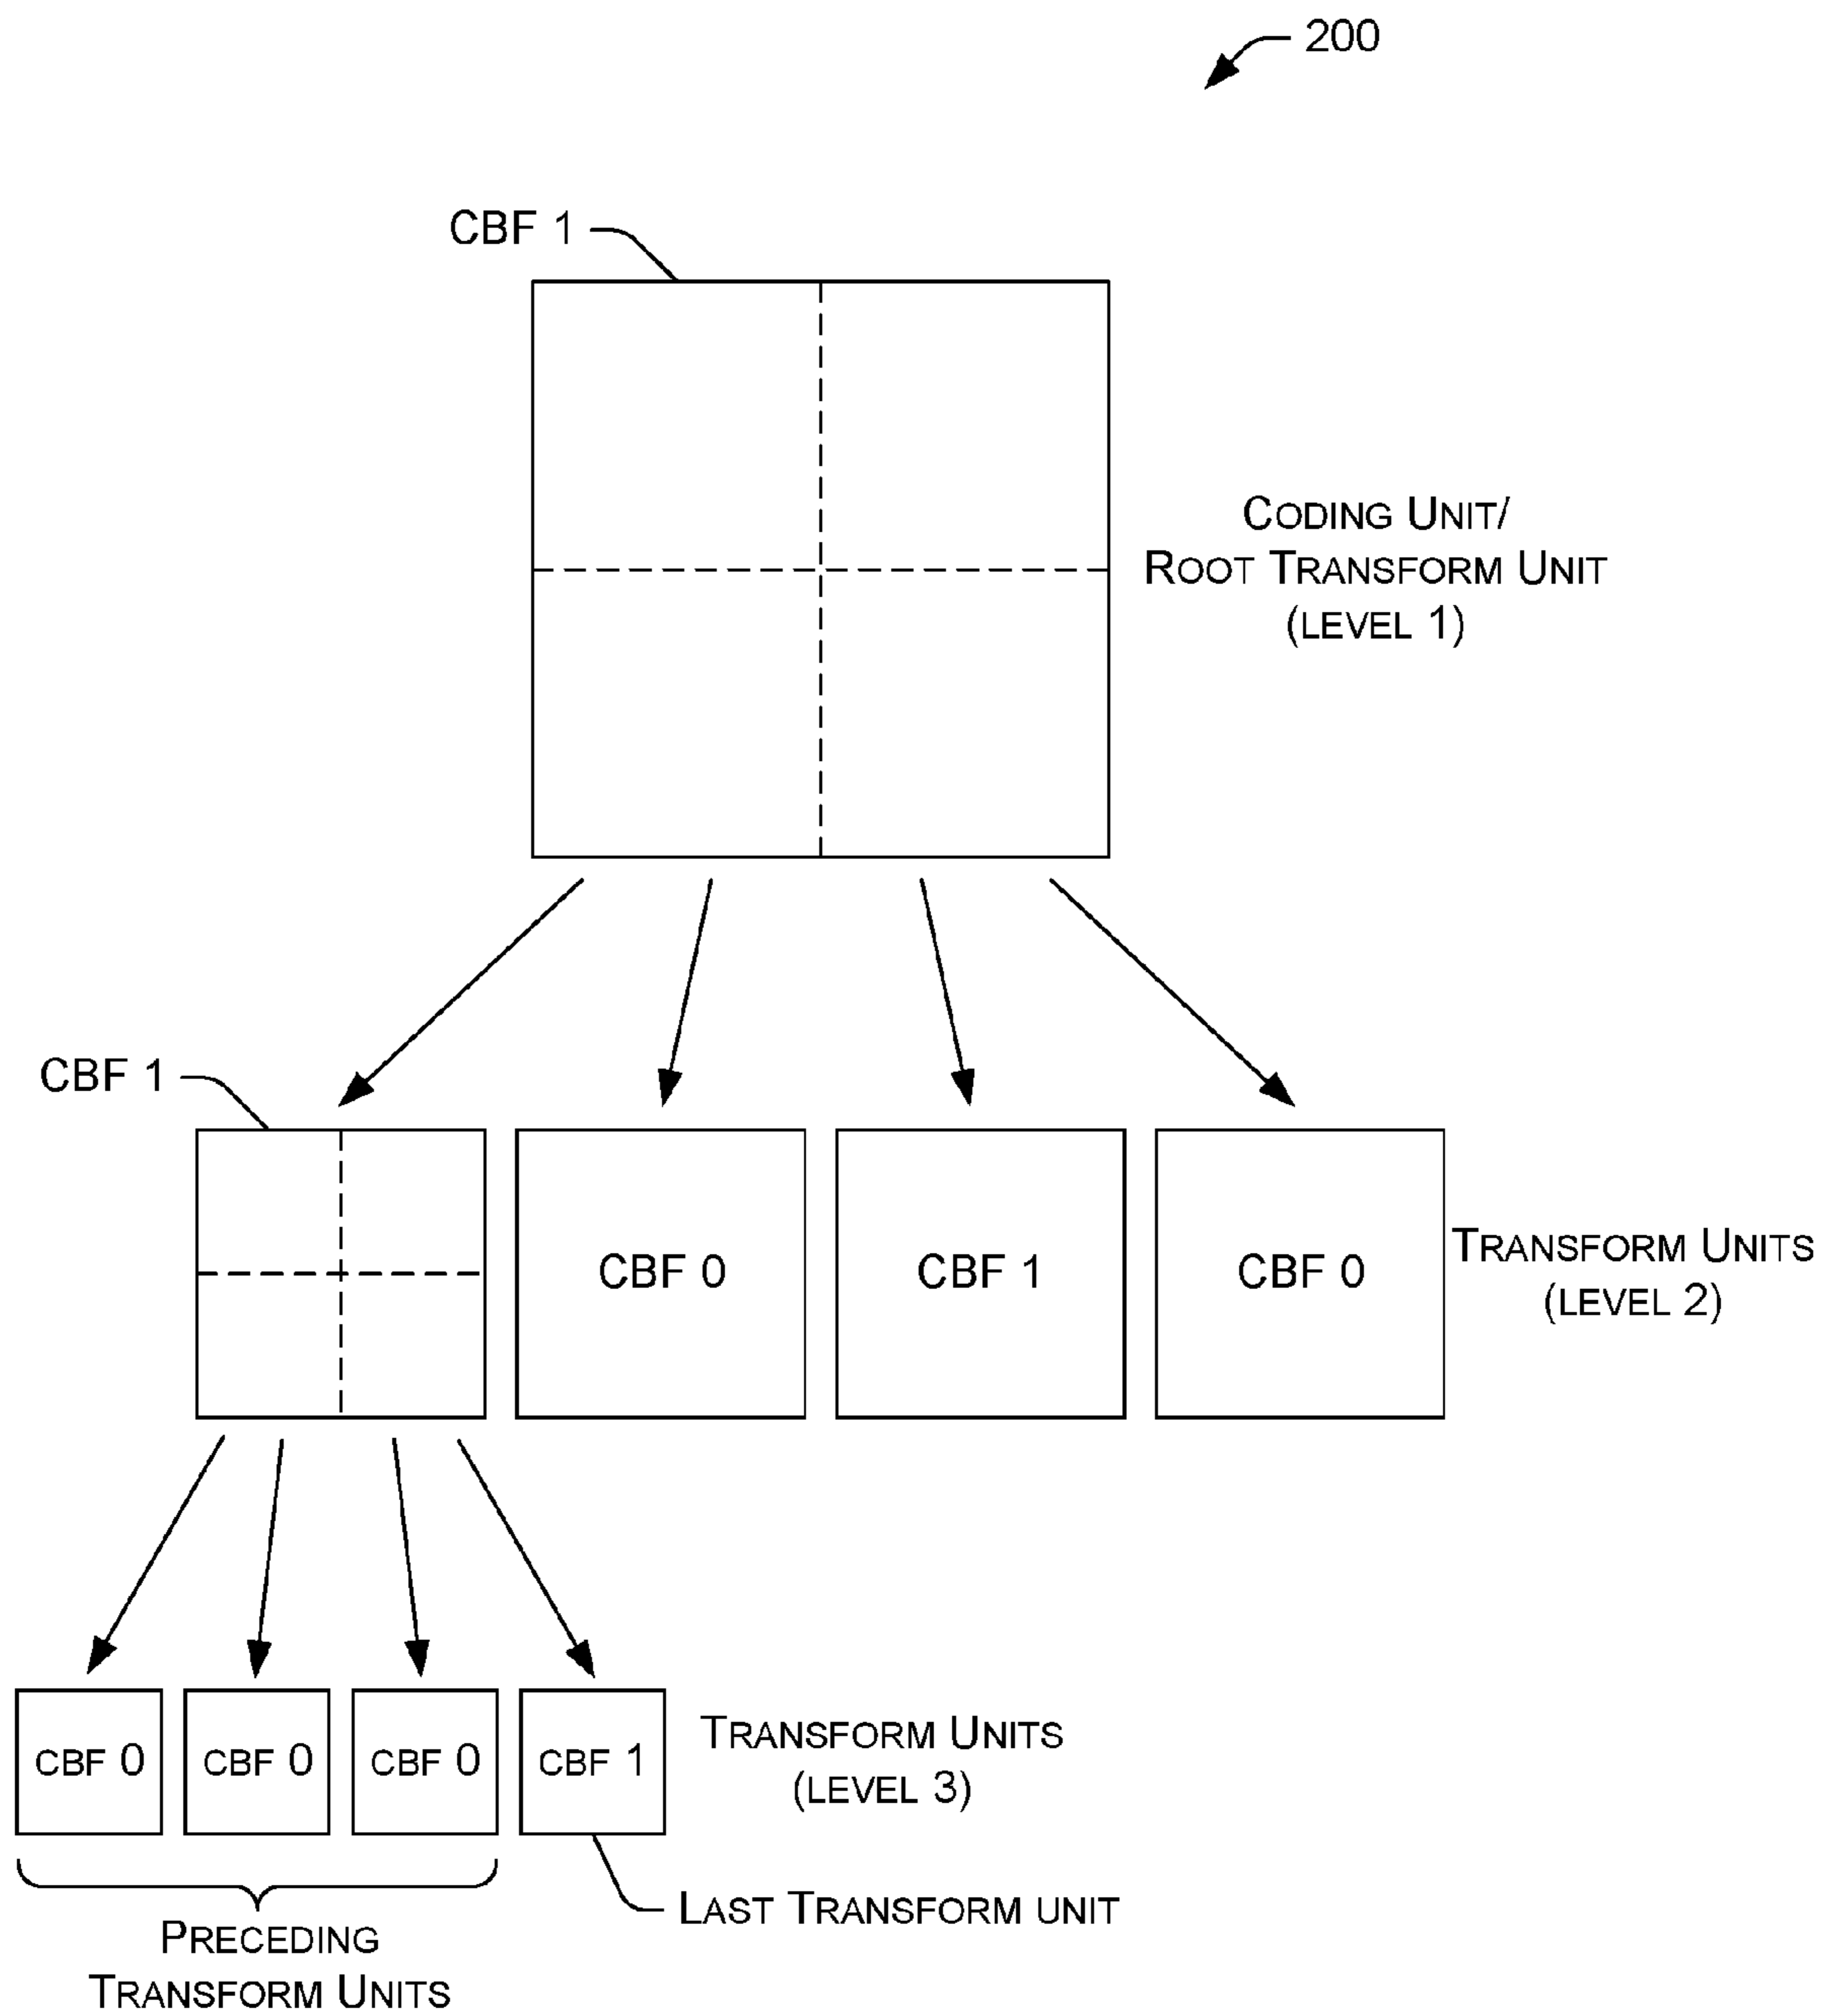 200
CBF 1
CODING UNIT/
ROOT TRANSFORM UNIT
(LEVEL 1)
CBF 1
CBF 0
CBF 1
CBF 0
TRANSFORM UNITS
(LEVEL 2)
CBF 0
CBF 0
CBF 0
CBF 1
TRANSFORM UNITS
(LEVEL 3)
LAST TRANSFORM UNIT
PRECEDING
TRANSFORM UNITS